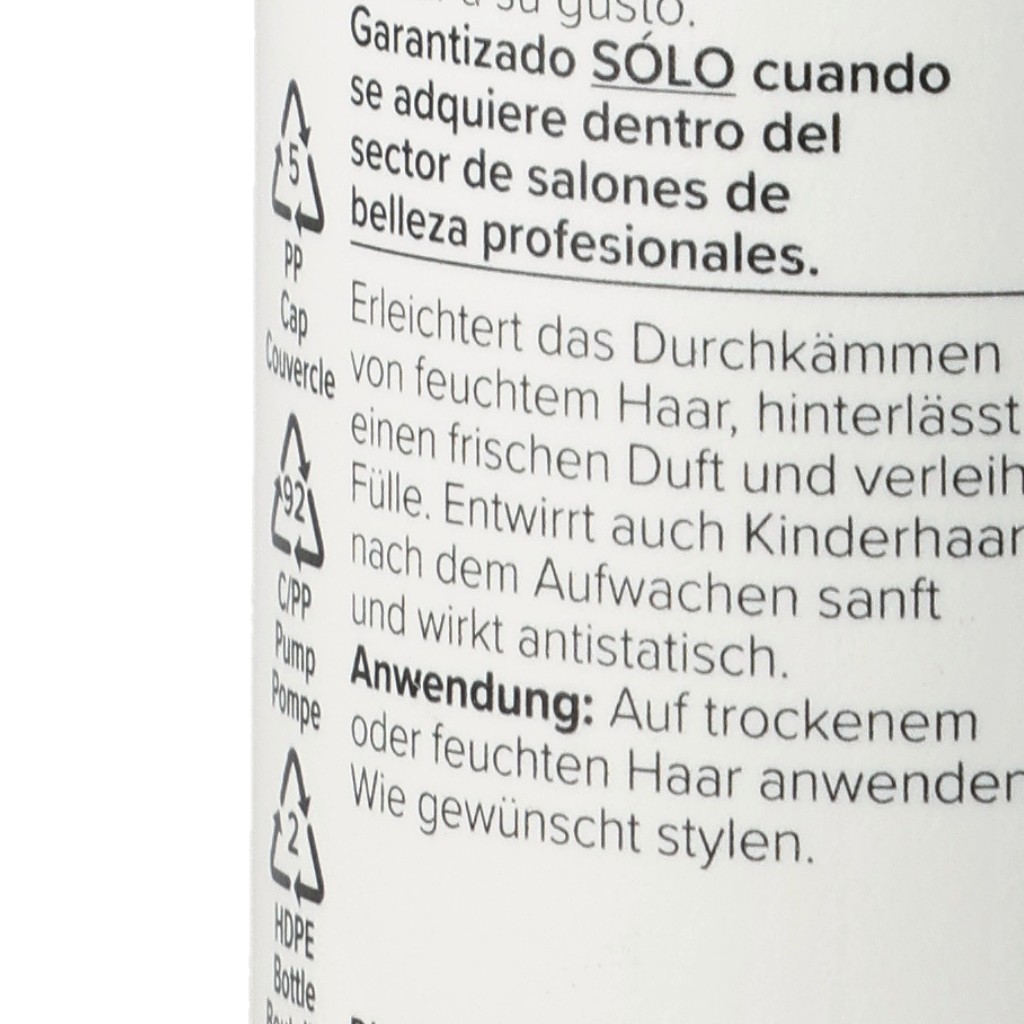 su gusto.
Garantizado SÓLO cuando
se adquiere dentro del
sector de salones de
belleza profesionales.
Erleichtert das Durchkämmen
von feuchtem Haar, hinterlässt
einen frischen Duft und verleih
Fülle. Entwirrt auch Kinderhaar
nach dem Aufwachen sanft
und wirkt antistatisch.
Anwendung: Auf trockenem
oder feuchten Haar anwenden
Wie gewünscht stylen.
5
PP
Cap
Couvercle
92
C/PP
Pump
Pompe
2
HDPE
Bottle